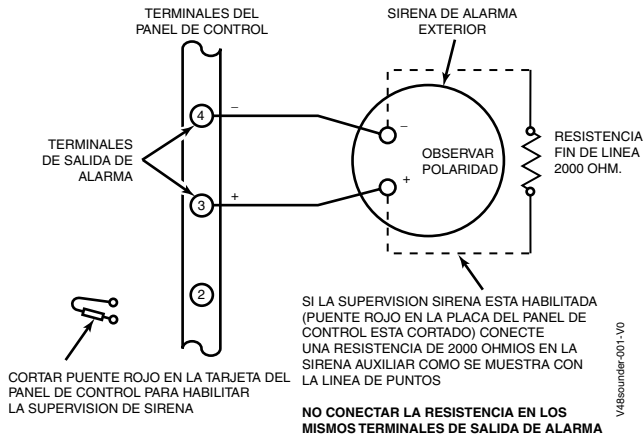 TERMINALES DEL
PANEL DE CONTROL
SIRENA DE ALARMA
EXTERIOR
4
–
TERMINALES
DE SALIDA DE
ALARMA
3
+
2
–
OBSERVAR
POLARIDAD
+
RESISTENCIA
FIN DE LINEA
2000 OHM.
SI LA SUPERVISION SIRENA ESTA HABILITADA
(PUENTE ROJO EN LA PLACA DEL PANEL DE
CONTROL ESTA CORTADO) CONECTE
UNA RESISTENCIA DE 2000 OHMIOS EN LA
SIRENA AUXILIAR COMO SE MUESTRA CON
LA LINEA DE PUNTOS
NO CONECTAR LA RESISTENCIA EN LOS
MISMOS TERMINALES DE SALIDA DE ALARMA
CORTAR PUENTE ROJO EN LA TARJETA DEL
PANEL DE CONTROL PARA HABILITAR
LA SUPERVISION DE SIRENA
V48sounder-001-V0